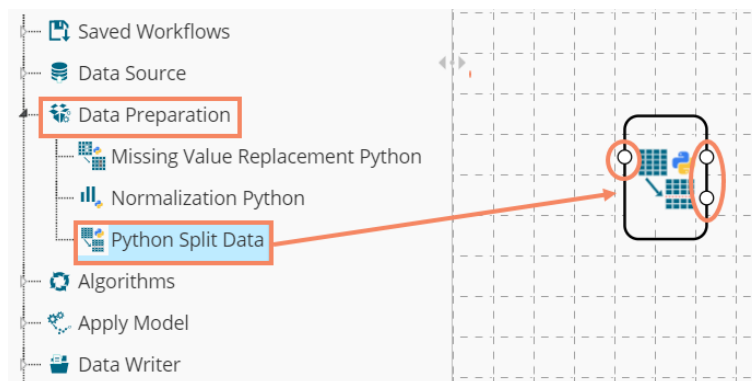 Saved Workflows
Data Source
Data Preparation
Missing Value Replacement Python
Normalization Python
Python Split Data
Algorithms
Apply Model
Data Writer